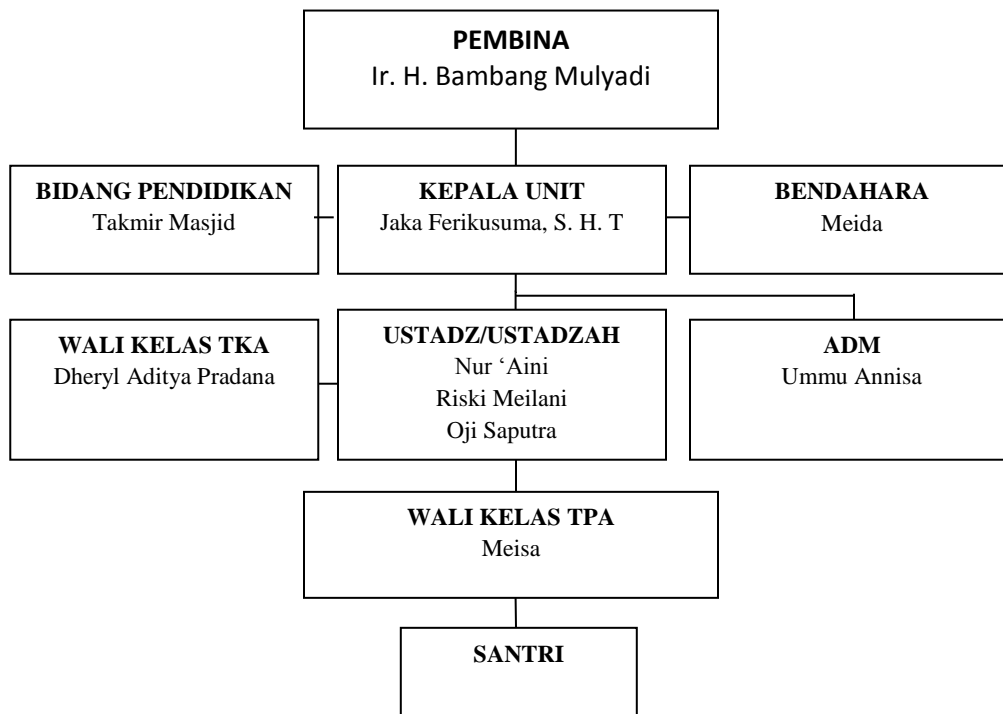 PEMBINA
Ir. H. Bambang Mulyadi
BIDANG PENDIDIKAN
Takmir Masjid
KEPALA UNIT
Jaka Ferikusuma, S. H. T
BENDAHARA
Meida
WALI KELAS TKA
Dheryl Aditya Pradana
USTADZ/USTADZAH
Nur ‘Aini
Riski Meilani
Oji Saputra
ADM
Ummu Annisa
WALI KELAS TPA
Meisa
SANTRI